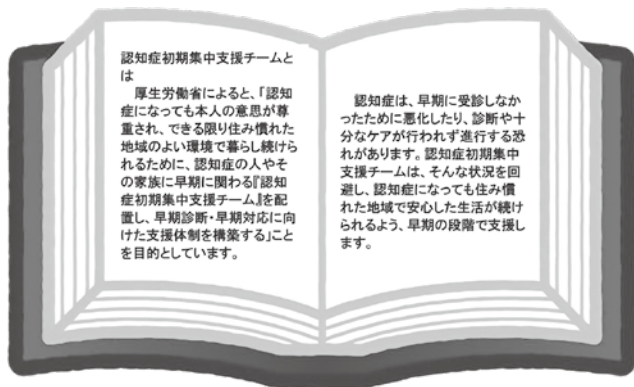 認知症初期集中支援チームと
は
　厚生労働省によると、「認知
症になっても本人の意思が尊
重され、できる限り住み慣れた
地域のよい環境で暮らし続けら
れるために、認知症の人やそ
の家族に早期に関わる『認知
症初期集中支援チーム』を配
置し、早期診断・早期対応に向
けた支援体制を構築する」こと
を目的としています。
　認知症は、早期に受診しなか
ったために悪化したり、診断や十
分なケアが行われず進行する恐
れがあります。認知症初期集中
支援チームは、そんな状況を回
避し、認知症になっても住み慣
れた地域で安心した生活が続け
られるよう、早期の段階で支援し
ます。